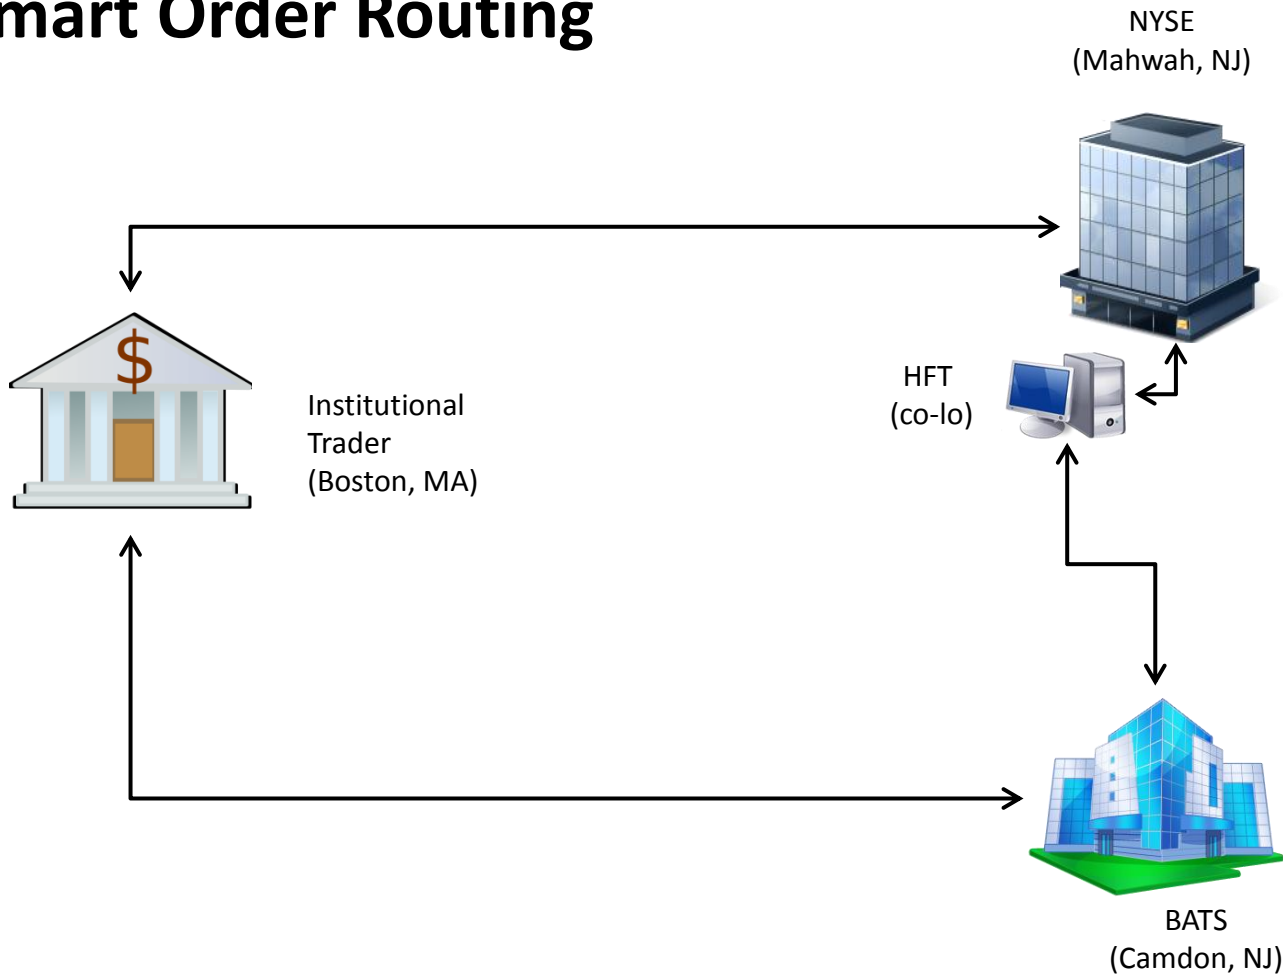 mart Order Routing
NYSE
(Mahwah, NJ)
$
Institutional
Trader
(Boston, MA)
HFT
(co-lo)
BATS
(Camdon, NJ)